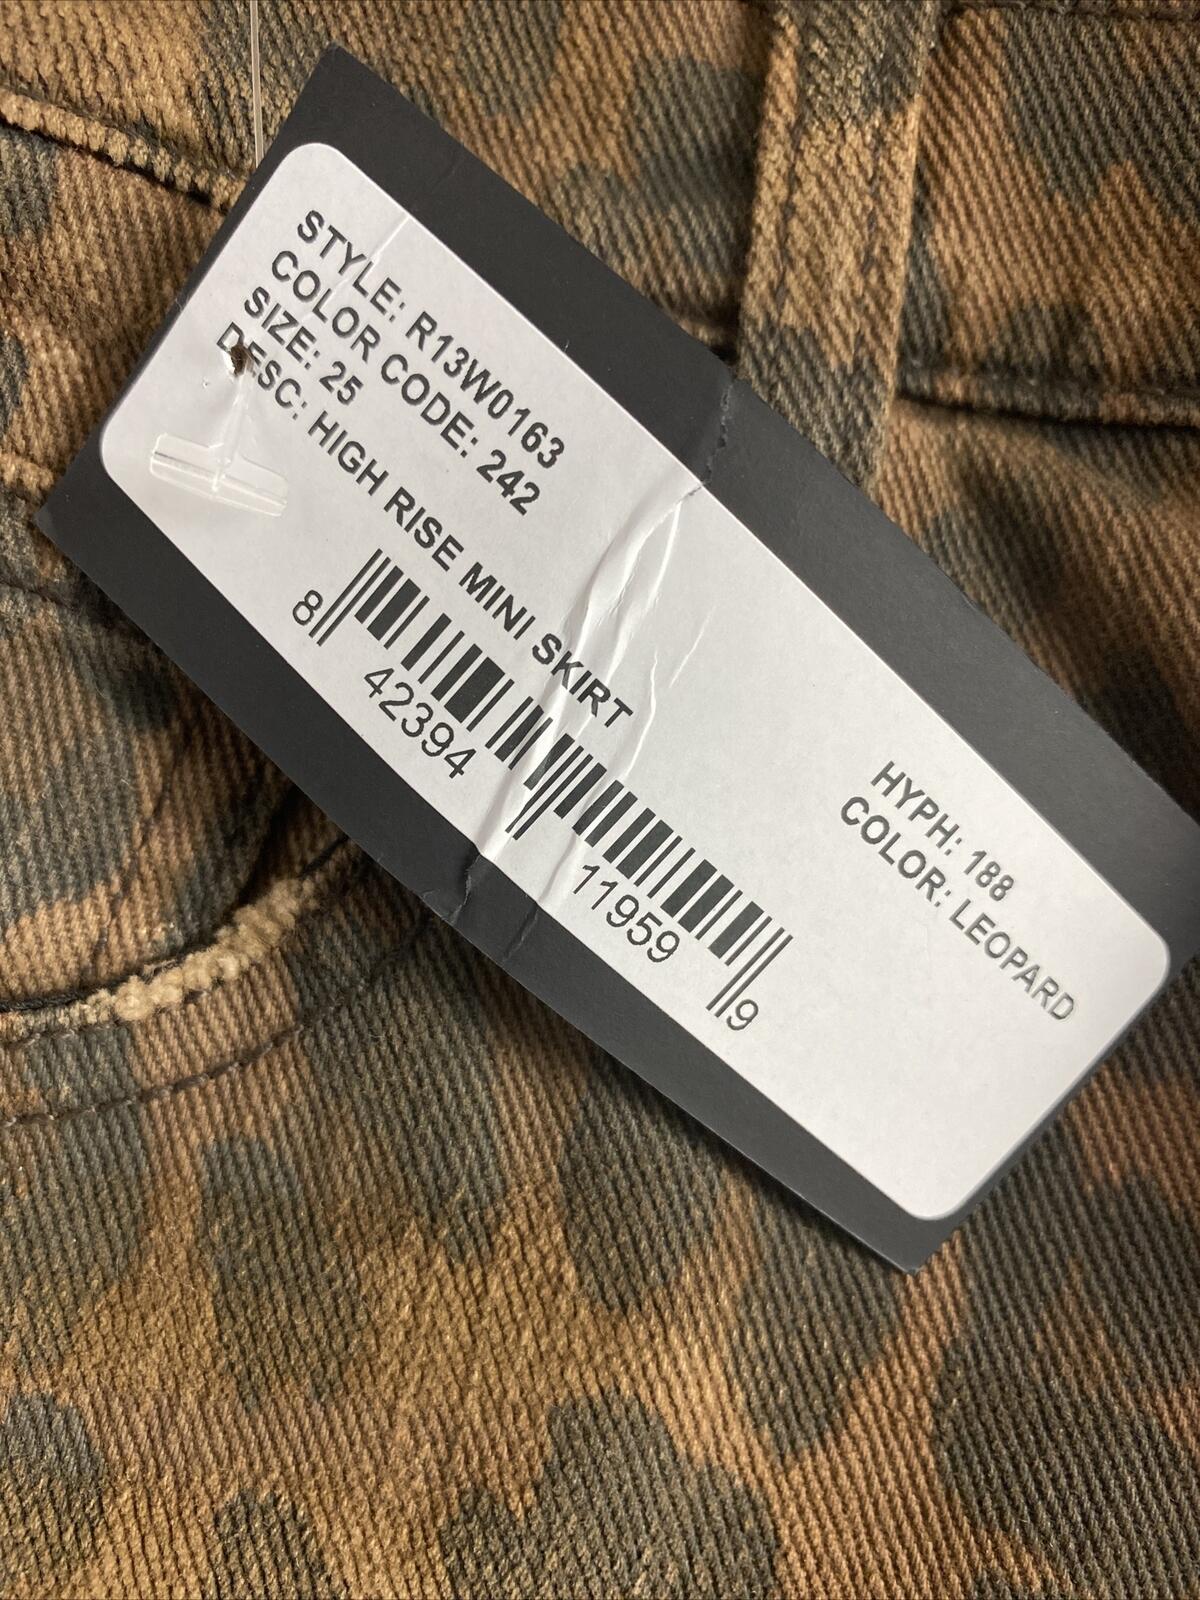 STYLE: R13W0163
COLOR CODE: 242
SIZE: 25
DESC: HIGH RISE MINI SKIRT
HYPH: 188
COLOR: LEOPARD
8 42394 11959 9